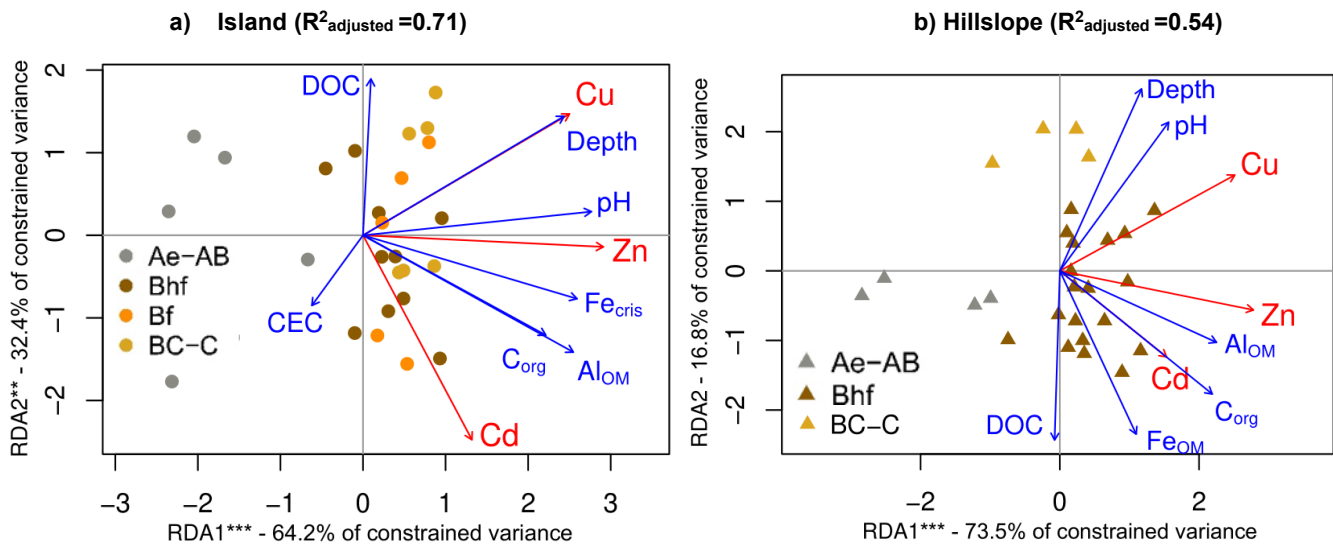 a) Island (R²adjusted =0.71)
RDA2** - 32.4% of constrained variance
2
1
0
−1
−2
DOC
Cu
Depth
pH
Zn
Fecris
Corg
AlOM
CEC
Cd
Ae−AB
Bhf
Bf
BC−C
−3 −2 −1 0 1 2 3
RDA1*** - 64.2% of constrained variance
b) Hillslope (R²adjusted =0.54)
RDA2 - 16.8% of constrained variance
2
1
0
−1
−2
Depth
pH
Cu
Zn
AlOM
Cd
Corg
DOC
FeOM
Ae−AB
Bhf
BC−C
−2 0 2
RDA1*** - 73.5% of constrained variance